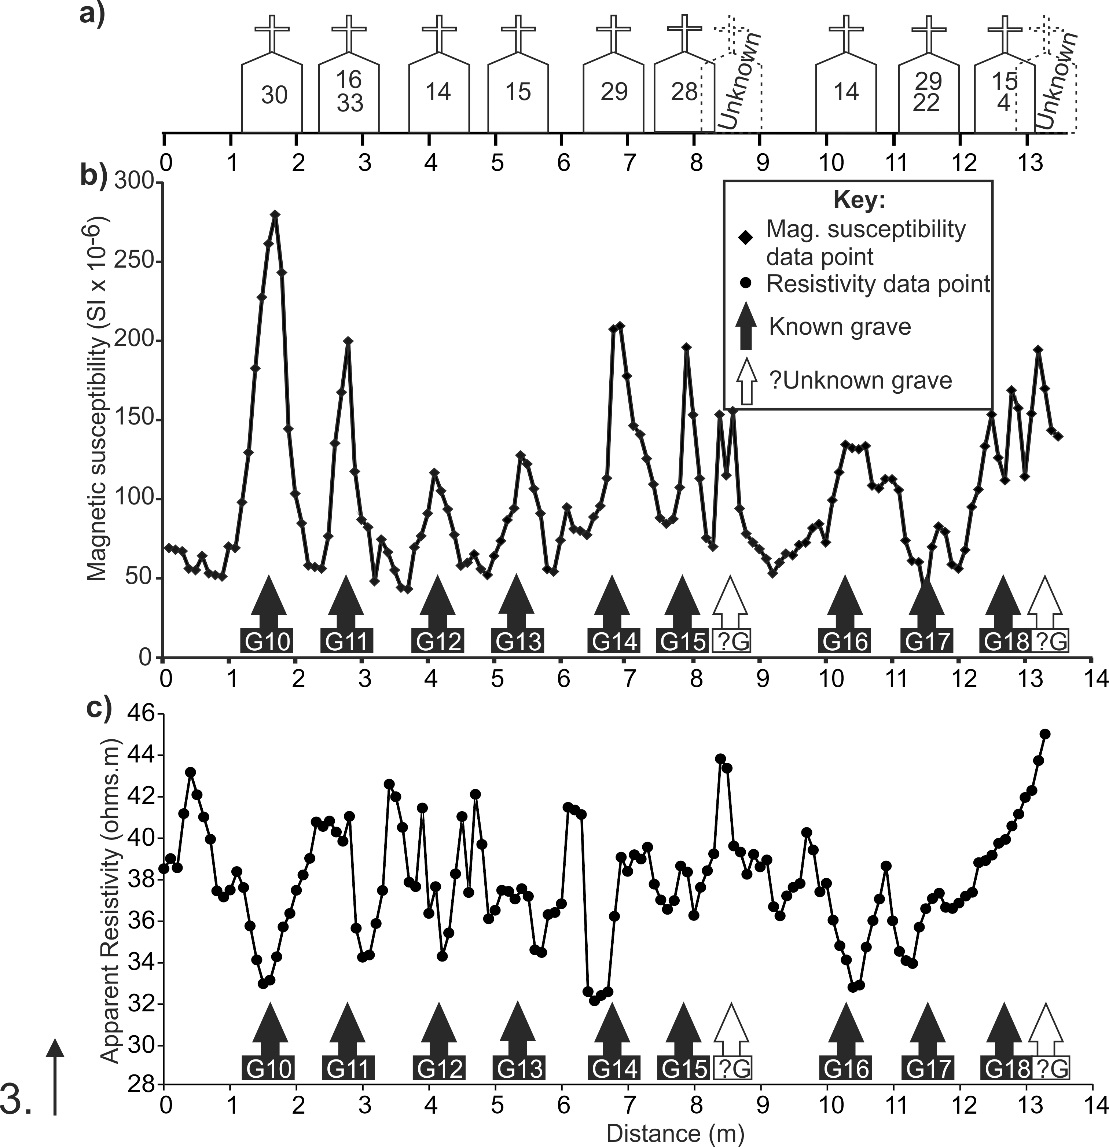 a)
30
16
33
14
15
29
28
Unknown
14
29
22
15
4
Unknown
0 1 2 3 4 5 6 7 8 9 10 11 12 13
b)
Magnetic susceptibility (SI x 10-6)
300
250
200
150
100
50
0
Key:
Mag. susceptibility
data point
Resistivity data point
Known grave
?Unknown grave
G10 G11 G12 G13 G14 G15 ?G G16 G17 G18 ?G
0 1 2 3 4 5 6 7 8 9 10 11 12 13 14
c)
Apparent Resistivity (ohms.m)
46
44
42
40
38
36
34
32
30
28
G10 G11 G12 G13 G14 G15 ?G G16 G17 G18 ?G
0 1 2 3 4 5 6 7 8 9 10 11 12 13 14
Distance (m)
3.